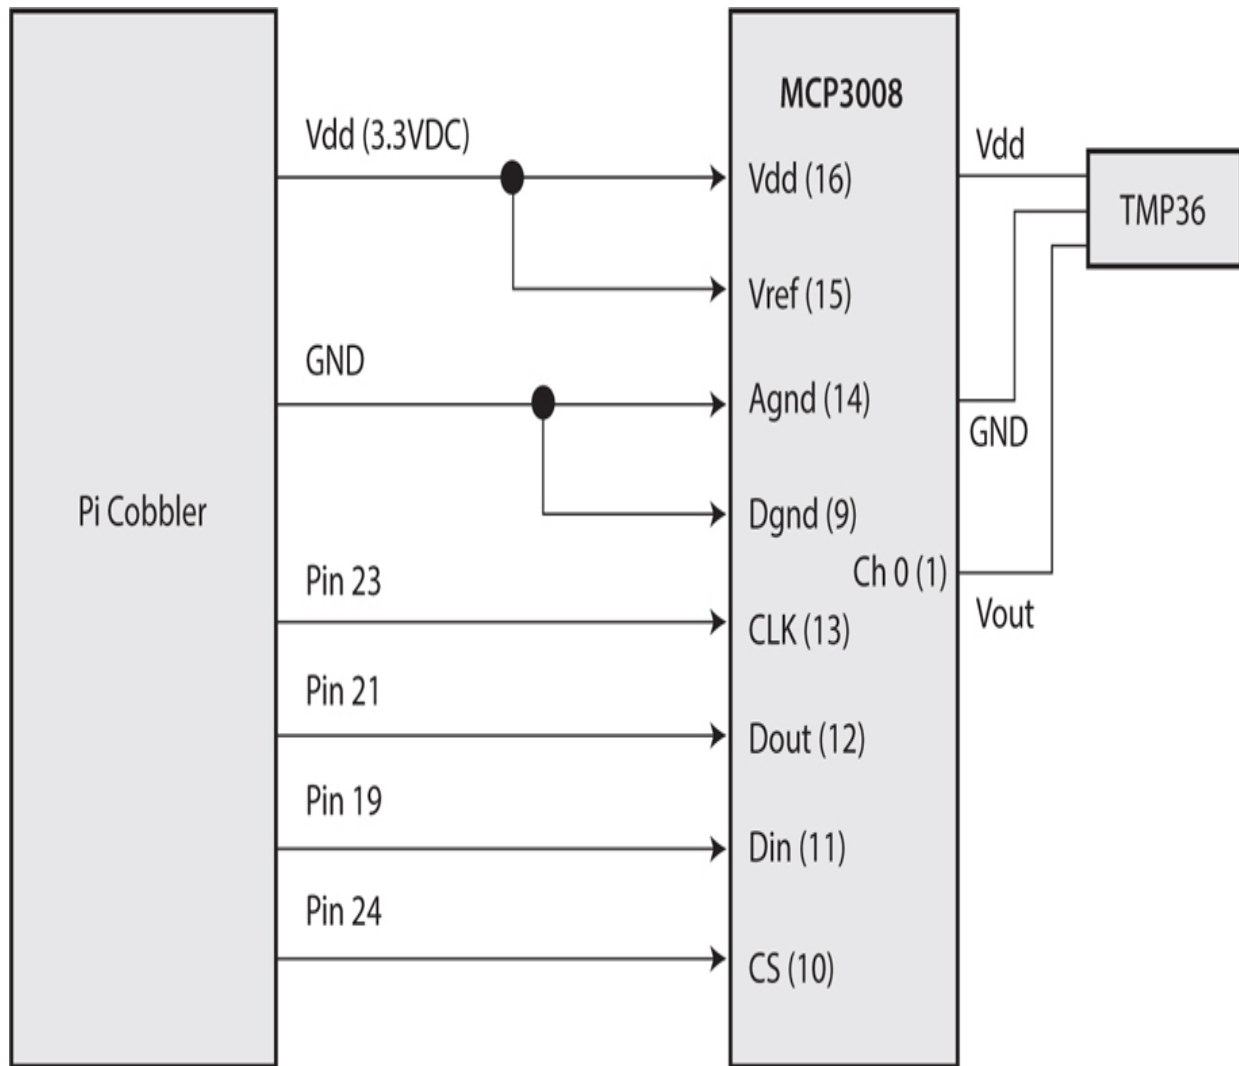 Pi Cobbler
Vdd (3.3VDC)
GND
Pin 23
Pin 21
Pin 19
Pin 24
MCP3008
Vdd (16)
Vref (15)
Agnd (14)
Dgnd (9)
Ch 0 (1)
CLK (13)
Dout (12)
Din (11)
CS (10)
Vdd
GND
Vout
TMP36